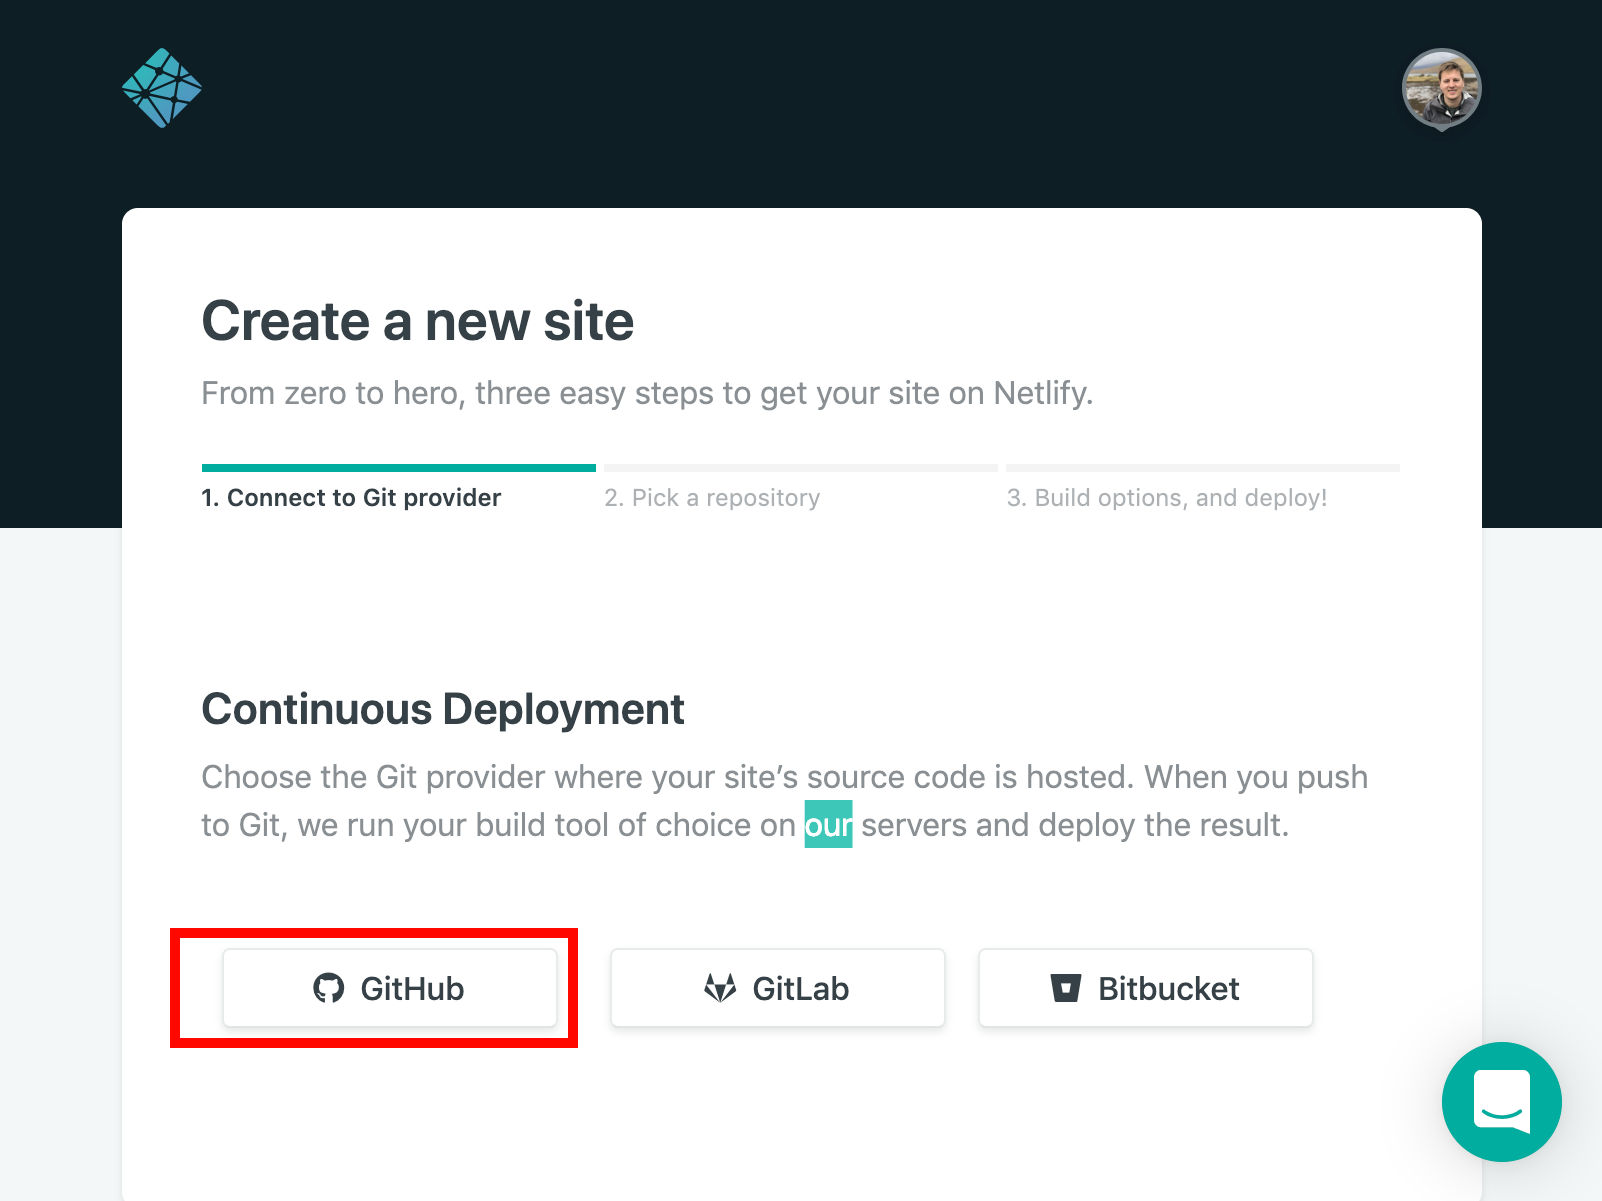 Create a new site
From zero to hero, three easy steps to get your site on Netlify.
1. Connect to Git provider
2. Pick a repository
3. Build options, and deploy!
Continuous Deployment
Choose the Git provider where your site’s source code is hosted. When you push
to Git, we run your build tool of choice on our servers and deploy the result.
GitHub
GitLab
Bitbucket